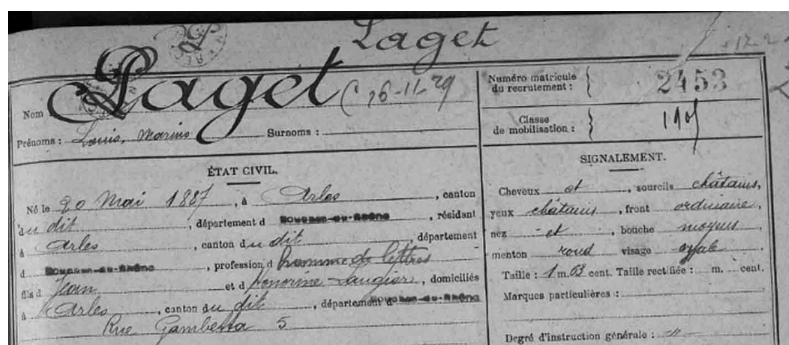 Laget
Nom Laget (26-11-29
Prénoms : Louis, Marius Surnoms :
Numéro matricule du recrutement : } 2453
Classe de mobilisation : } 190
ÉTAT CIVIL.
Né le 20 Mai 1887, à Arles, canton
du dit, département d Bouches-du-Rhône, résidant
à Arles, canton du dit département
d Bouches-du-Rhône, profession d homme de lettres
fils d Jean et d Honorine Laugier, domiciliés
à Arles, canton du dit, département d Bouches-du-Rhône
Rue Gambetta 5
SIGNALEMENT.
Cheveux et, sourcils châtains,
yeux châtains, front ordinaire,
nez et, bouche moyens
menton rond visage ovale
Taille : 1 m. 63 cent. Taille rectifiée : m. cent.
Marques particulières :
Degré d'instruction générale :